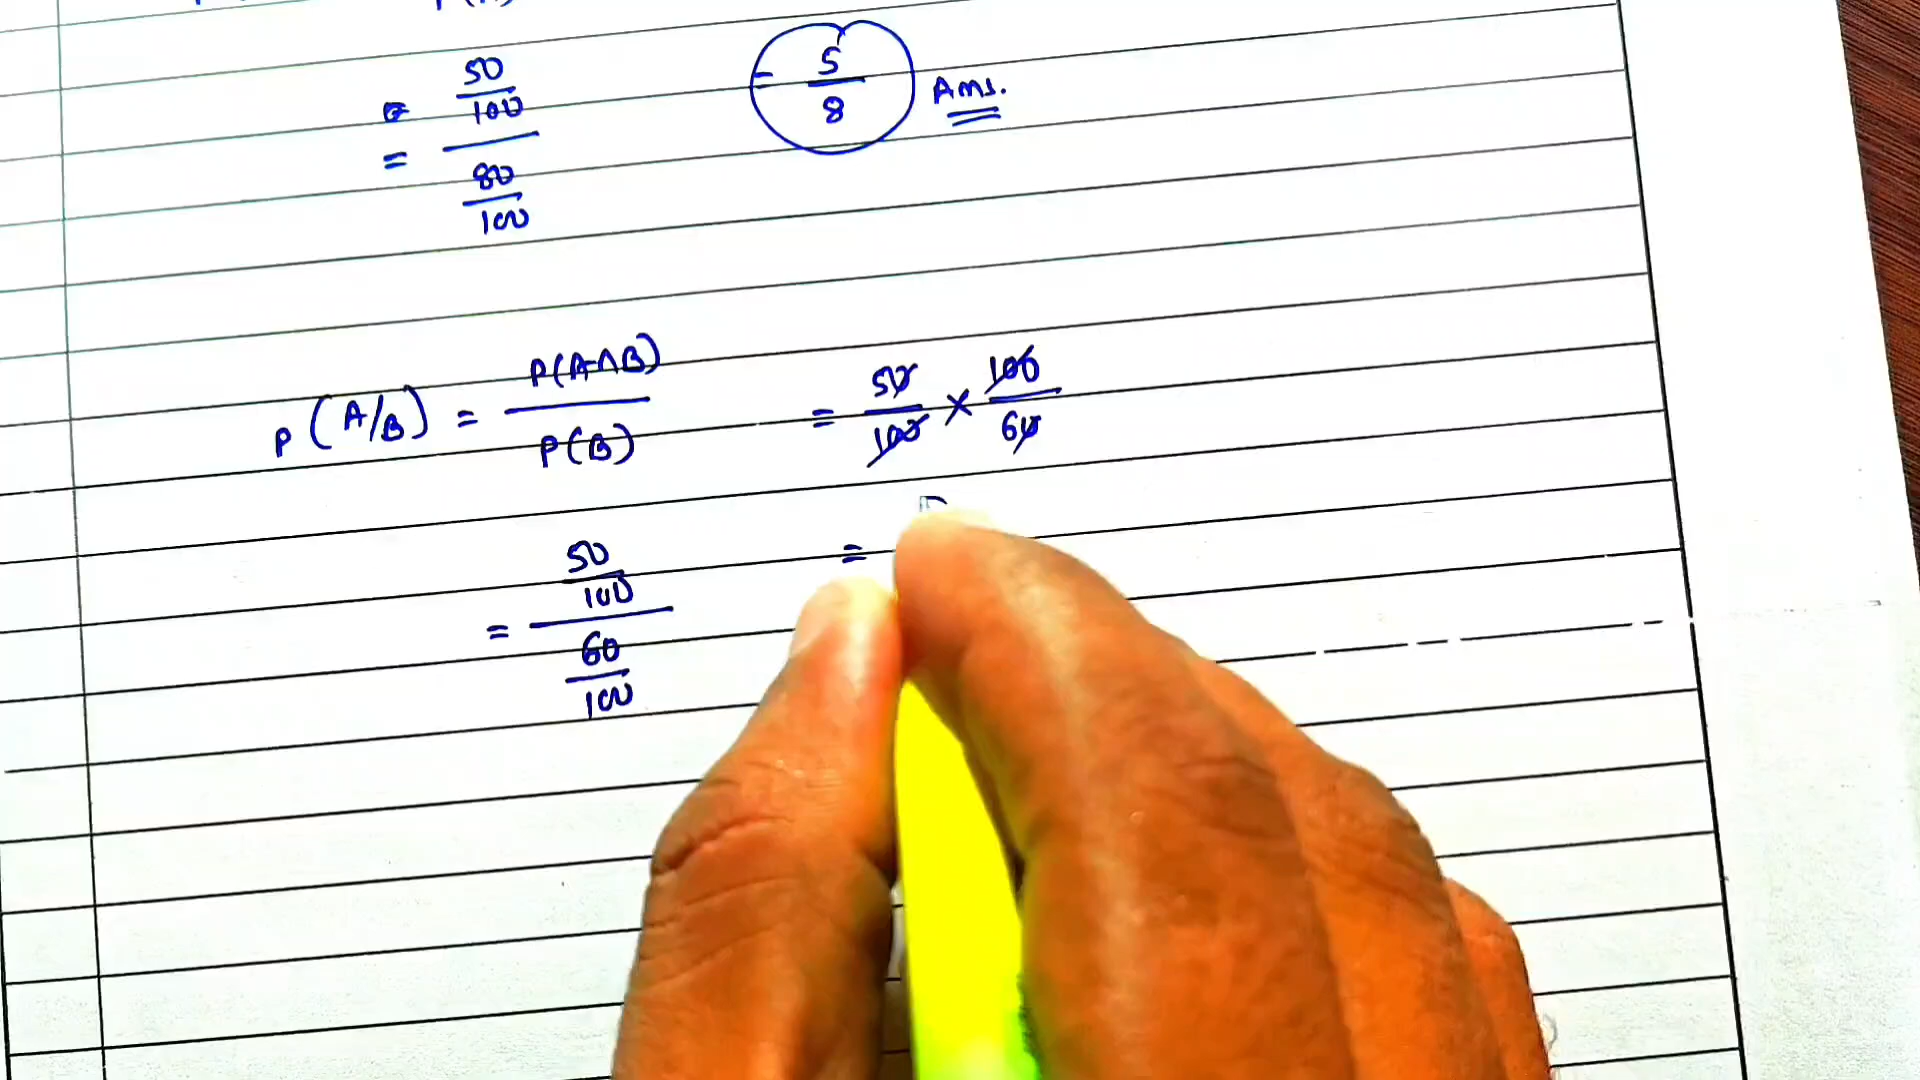 = 50/100 / 80/100
= 5/8 Ans.
P(A/B) = P(A∩B) / P(B) = 50/100 × 100/60
= 50/100 / 60/100 =